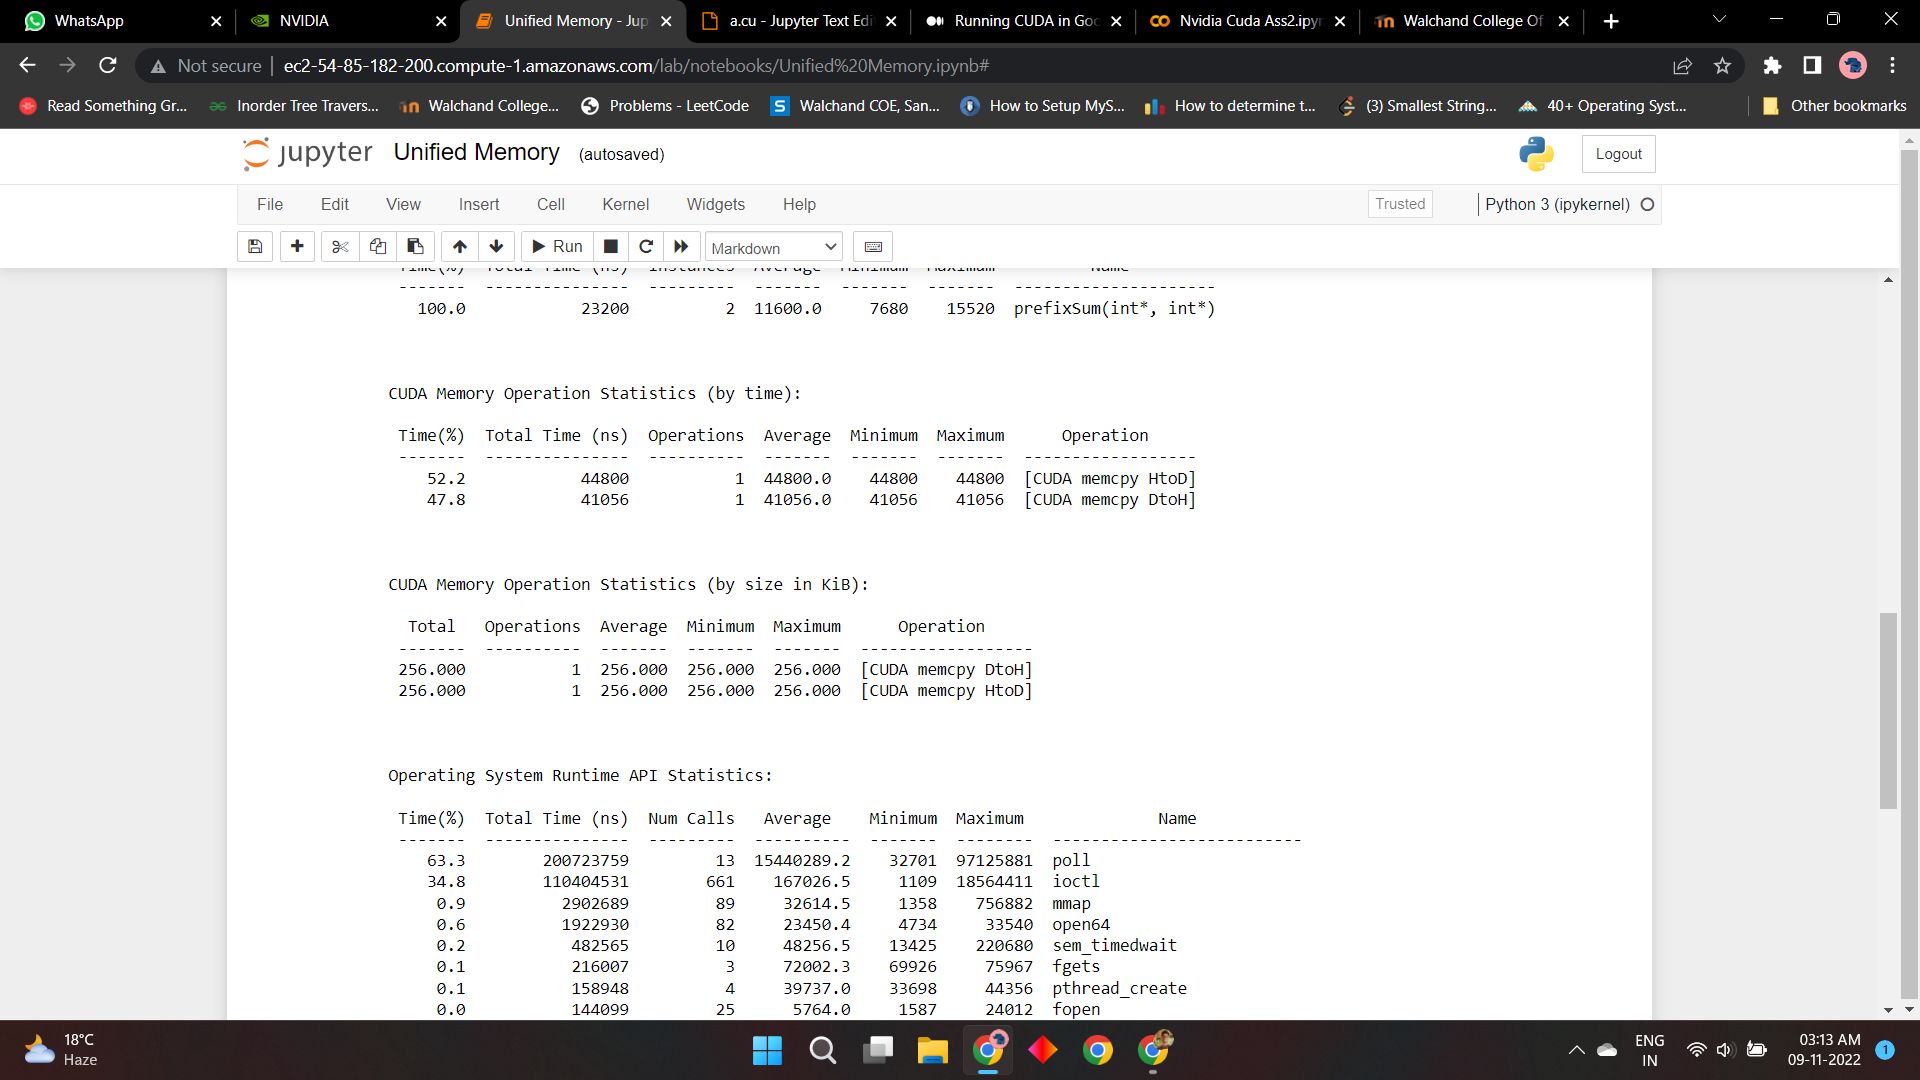 WhatsApp
NVIDIA
Unified Memory - Jup
a.cu - Jupyter Text Edi
Running CUDA in Goo
Nvidia Cuda Ass2.ipyn
Walchand College Of
Not secure
ec2-54-85-182-200.compute-1.amazonaws.com/lab/notebooks/Unified%20Memory.ipynb#
Read Something Gr...
Inorder Tree Travers...
Walchand College...
Problems - LeetCode
Walchand COE, San...
How to Setup MyS...
How to determine t...
(3) Smallest String...
40+ Operating Syst...
Other bookmarks
jupyter Unified Memory (autosaved)
Logout
File Edit View Insert Cell Kernel Widgets Help
Trusted
Python 3 (ipykernel)
Run
Markdown
Time(%) Total Time (ns) Instances Average Minimum Maximum Name
------- --------------- --------- ------- ------- ------- ---------------------
100.0 23200 2 11600.0 7680 15520 prefixSum(int*, int*)
CUDA Memory Operation Statistics (by time):
Time(%) Total Time (ns) Operations Average Minimum Maximum Operation
------- --------------- ---------- ------- ------- ------- ------------------
52.2 44800 1 44800.0 44800 44800 [CUDA memcpy HtoD]
47.8 41056 1 41056.0 41056 41056 [CUDA memcpy DtoH]
CUDA Memory Operation Statistics (by size in KiB):
Total Operations Average Minimum Maximum Operation
------- ---------- ------- ------- ------- ------------------
256.000 1 256.000 256.000 256.000 [CUDA memcpy DtoH]
256.000 1 256.000 256.000 256.000 [CUDA memcpy HtoD]
Operating System Runtime API Statistics:
Time(%) Total Time (ns) Num Calls Average Minimum Maximum Name
------- --------------- --------- ---------- ------- -------- --------------------------
63.3 200723759 13 15440289.2 32701 97125881 poll
34.8 110404531 661 167026.5 1109 18564411 ioctl
0.9 2902689 89 32614.5 1358 756882 mmap
0.6 1922930 82 23450.4 4734 33540 open64
0.2 482565 10 48256.5 13425 220680 sem_timedwait
0.1 216007 3 72002.3 69926 75967 fgets
0.1 158948 4 39737.0 33698 44356 pthread_create
0.0 144099 25 5764.0 1587 24012 fopen
18°C
Haze
ENG
IN
03:13 AM
09-11-2022
1